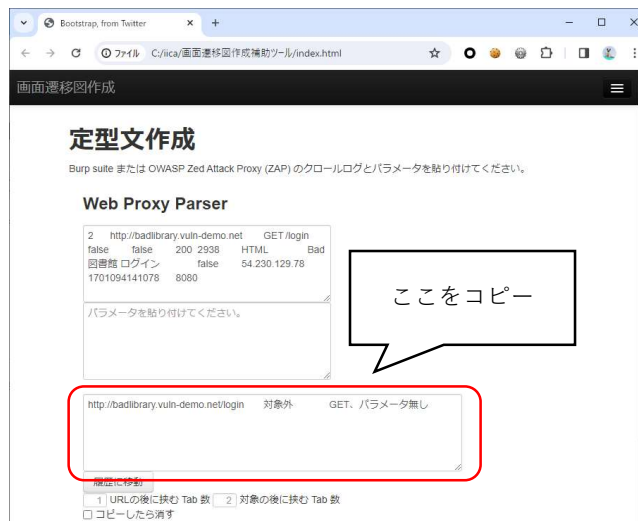 Bootstrap, from Twitter
ファイル C:/iica/画面遷移図作成補助ツール/index.html
画面遷移図作成
定型文作成
Burp suite または OWASP Zed Attack Proxy (ZAP) のクロールログとパラメータを貼り付けてください。
Web Proxy Parser
2 http://badlibrary.vuln-demo.net GET /login
false false 200 2938 HTML Bad
図書館 ログイン false 54.230.129.78
1701094141078 8080
パラメータを貼り付けてください。
ここをコピー
http://badlibrary.vuln-demo.net/login 対象外 GET、パラメータ無し
履歴に移動
1 URLの後に挟む Tab 数 2 対象の後に挟む Tab 数
コピーしたら消す